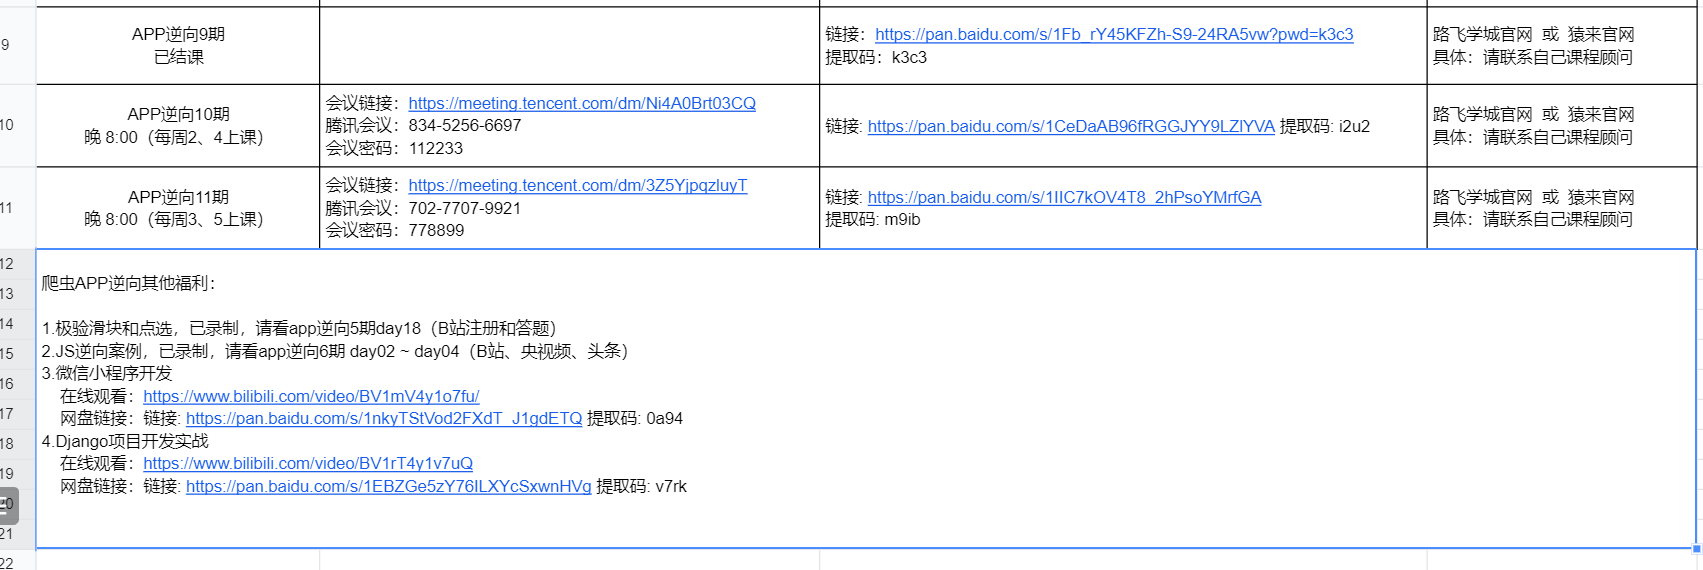 9
APP逆向9期
已结课
链接：https://pan.baidu.com/s/1Fb_rY45KFZh-S9-24RA5vw?pwd=k3c3
提取码：k3c3
路飞学城官网 或 猿来官网
具体：请联系自己课程顾问
10
APP逆向10期
晚 8:00（每周2、4上课）
会议链接：https://meeting.tencent.com/dm/Ni4A0Brt03CQ
腾讯会议：834-5256-6697
会议密码：112233
链接: https://pan.baidu.com/s/1CeDaAB96fRGGJYY9LZlYVA 提取码: i2u2
路飞学城官网 或 猿来官网
具体：请联系自己课程顾问
11
APP逆向11期
晚 8:00（每周3、5上课）
会议链接：https://meeting.tencent.com/dm/3Z5YjpqzluyT
腾讯会议：702-7707-9921
会议密码：778899
链接: https://pan.baidu.com/s/1IIC7kOV4T8_2hPsoYMrfGA
提取码: m9ib
路飞学城官网 或 猿来官网
具体：请联系自己课程顾问
12
爬虫APP逆向其他福利：
13
14
1.极验滑块和点选，已录制，请看app逆向5期day18（B站注册和答题）
15
2.JS逆向案例，已录制，请看app逆向6期 day02 ~ day04（B站、央视频、头条）
3.微信小程序开发
16
在线观看：https://www.bilibili.com/video/BV1mV4y1o7fu/
17
网盘链接：链接: https://pan.baidu.com/s/1nkyTStVod2FXdT_J1gdETQ 提取码: 0a94
18
4.Django项目开发实战
19
在线观看：https://www.bilibili.com/video/BV1rT4y1v7uQ
网盘链接：链接: https://pan.baidu.com/s/1EBZGe5zY76ILXYcSxwnHVg 提取码: v7rk
20
21
22